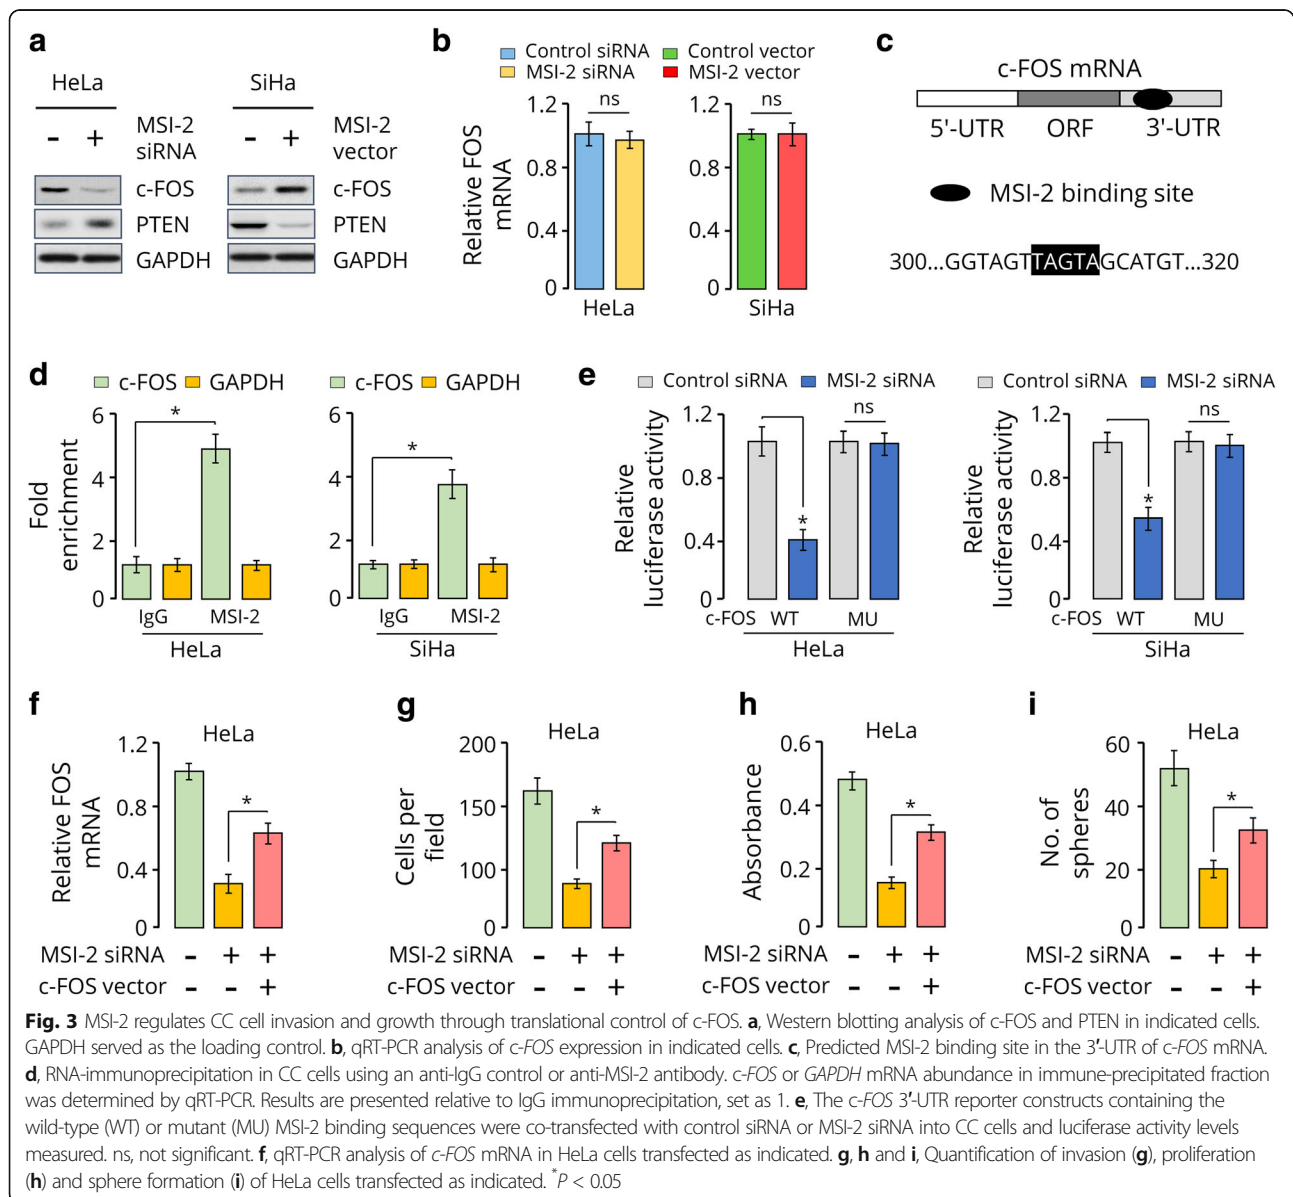 a
HeLa
SiHa
- + MSI-2 siRNA
- + MSI-2 vector
c-FOS
c-FOS
PTEN
PTEN
GAPDH
GAPDH
b
Control siRNA Control vector
MSI-2 siRNA MSI-2 vector
Relative FOS mRNA
1.2
0.8
0.4
0
ns
HeLa
1.2
0.8
0.4
0
ns
SiHa
c
c-FOS mRNA
5'-UTR ORF 3'-UTR
MSI-2 binding site
300...GGTAGTTAGTAGCATGT...320
d
c-FOS GAPDH
Fold enrichment
6
4
2
0
*
IgG MSI-2
HeLa
c-FOS GAPDH
6
4
2
0
*
IgG MSI-2
SiHa
e
Control siRNA MSI-2 siRNA
Relative luciferase activity
1.2
0.8
0.4
0
*
ns
c-FOS WT MU
HeLa
Control siRNA MSI-2 siRNA
Relative luciferase activity
1.2
0.8
0.4
0
*
ns
c-FOS WT MU
SiHa
f
HeLa
Relative FOS mRNA
1.2
0.8
0.4
0
*
MSI-2 siRNA - + +
c-FOS vector - - +
g
HeLa
Cells per field
200
150
100
0
*
MSI-2 siRNA - + +
c-FOS vector - - +
h
HeLa
Absorbance
0.6
0.4
0.2
0
*
MSI-2 siRNA - + +
c-FOS vector - - +
i
HeLa
No. of spheres
60
40
20
0
*
MSI-2 siRNA - + +
c-FOS vector - - +
Fig. 3 MSI-2 regulates CC cell invasion and growth through translational control of c-FOS. a, Western blotting analysis of c-FOS and PTEN in indicated cells.
GAPDH served as the loading control. b, qRT-PCR analysis of c-FOS expression in indicated cells. c, Predicted MSI-2 binding site in the 3′-UTR of c-FOS mRNA.
d, RNA-immunoprecipitation in CC cells using an anti-IgG control or anti-MSI-2 antibody. c-FOS or GAPDH mRNA abundance in immune-precipitated fraction
was determined by qRT-PCR. Results are presented relative to IgG immunoprecipitation, set as 1. e, The c-FOS 3′-UTR reporter constructs containing the
wild-type (WT) or mutant (MU) MSI-2 binding sequences were co-transfected with control siRNA or MSI-2 siRNA into CC cells and luciferase activity levels
measured. ns, not significant. f, qRT-PCR analysis of c-FOS mRNA in HeLa cells transfected as indicated. g, h and i, Quantification of invasion (g), proliferation
(h) and sphere formation (i) of HeLa cells transfected as indicated. *P < 0.05